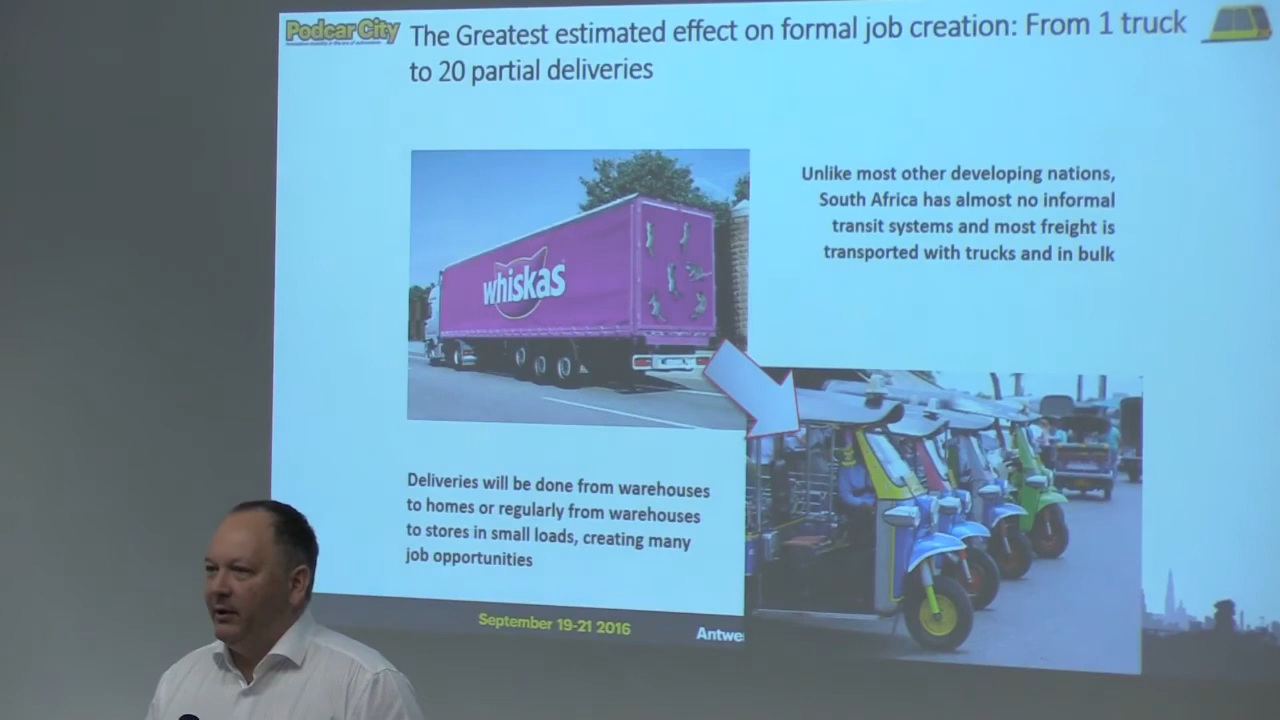 Podcar City
The Greatest estimated effect on formal job creation: From 1 truck
to 20 partial deliveries
whiskas
Unlike most other developing nations,
South Africa has almost no informal
transit systems and most freight is
transported with trucks and in bulk
Deliveries will be done from warehouses
to homes or regularly from warehouses
to stores in small loads, creating many
job opportunities
September 19-21 2016
Antwe